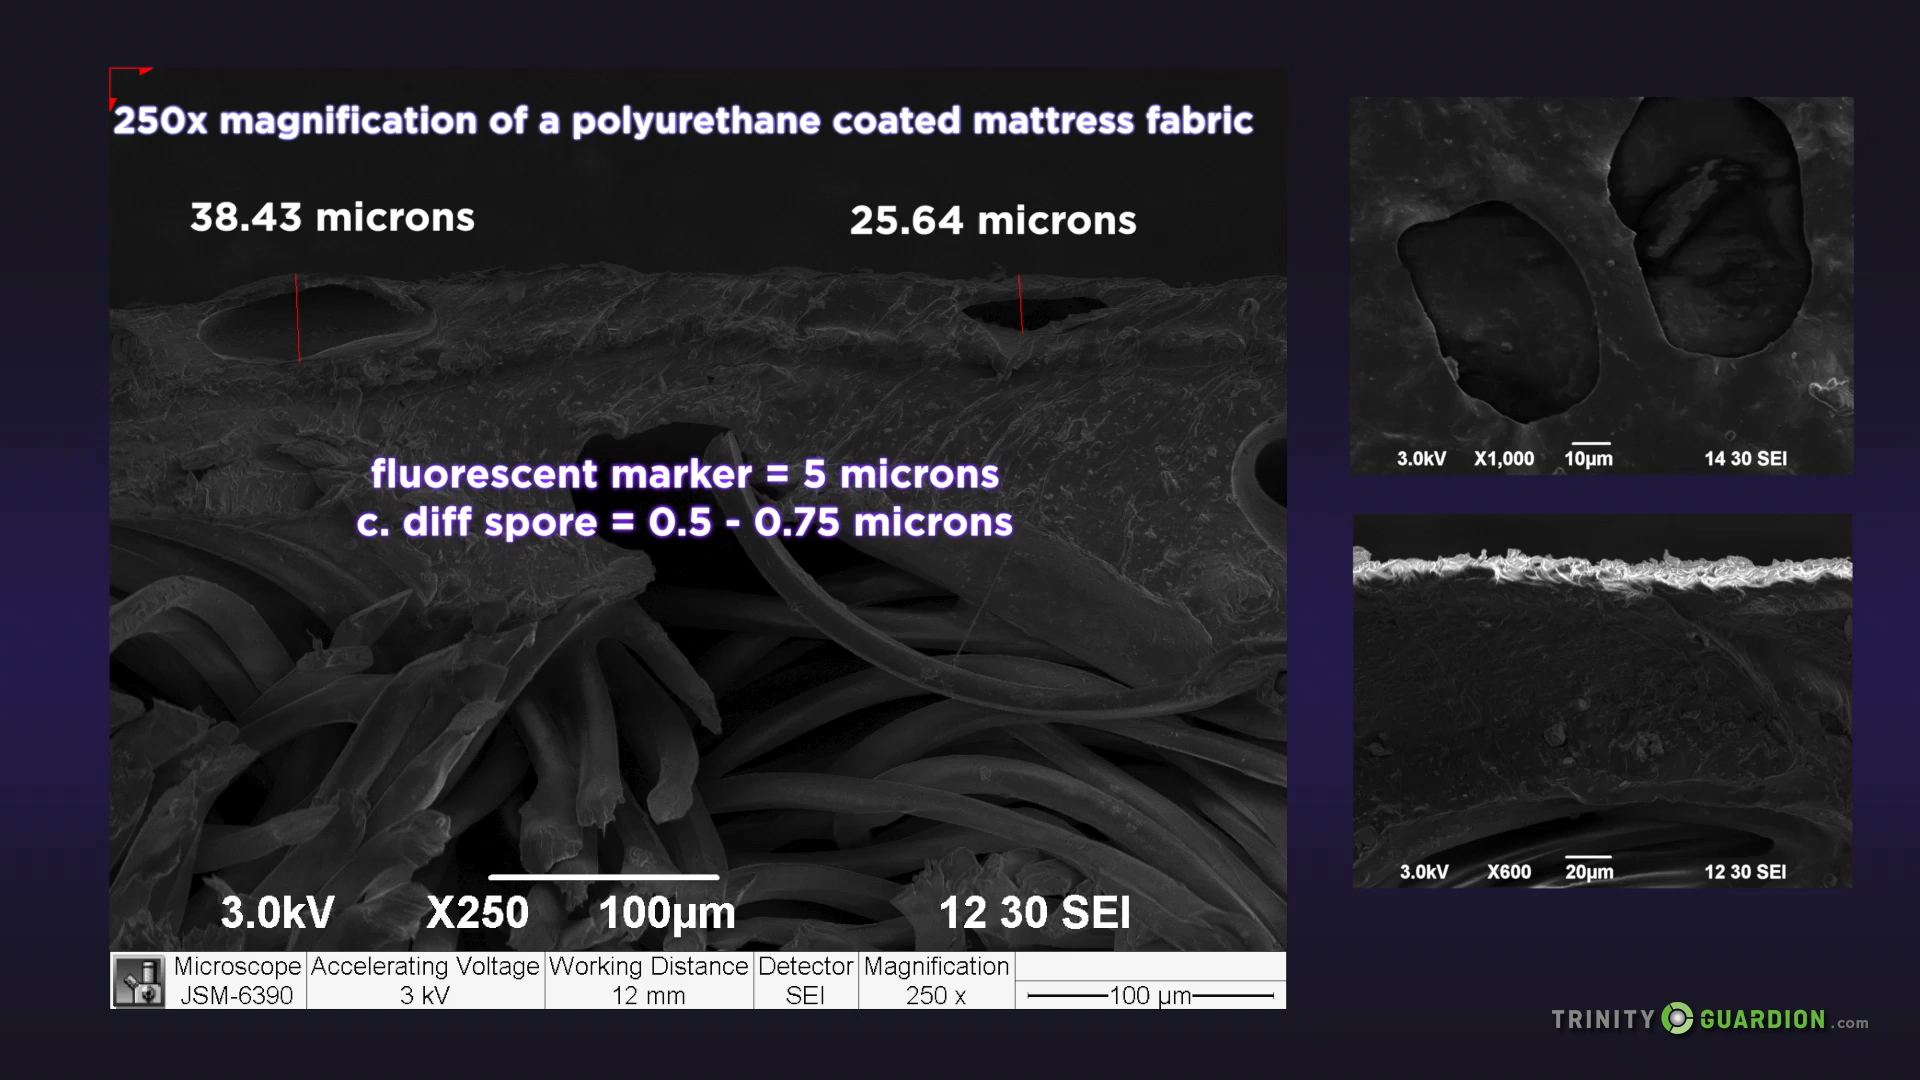 250x magnification of a polyurethane coated mattress fabric
38.43 microns
25.64 microns
fluorescent marker = 5 microns
c. diff spore = 0.5 - 0.75 microns
3.0kV X250 100µm 12 30 SEI
Microscope Accelerating Voltage Working Distance Detector Magnification
JSM-6390 3 kV 12 mm SEI 250 x 100 µm
3.0kV X1,000 10µm 14 30 SEI
3.0kV X600 20µm 12 30 SEI
TRINITY GUARDION.com